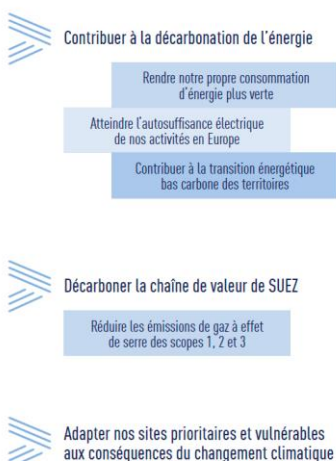 Contribuer à la décarbonation de l'énergie
Rendre notre propre consommation
d'énergie plus verte
Atteindre l'autosuffisance électrique
de nos activités en Europe
Contribuer à la transition énergétique
bas carbone des territoires
Décarboner la chaîne de valeur de SUEZ
Réduire les émissions de gaz à effet
de serre des scopes 1, 2 et 3
Adapter nos sites prioritaires et vulnérables
aux conséquences du changement climatique